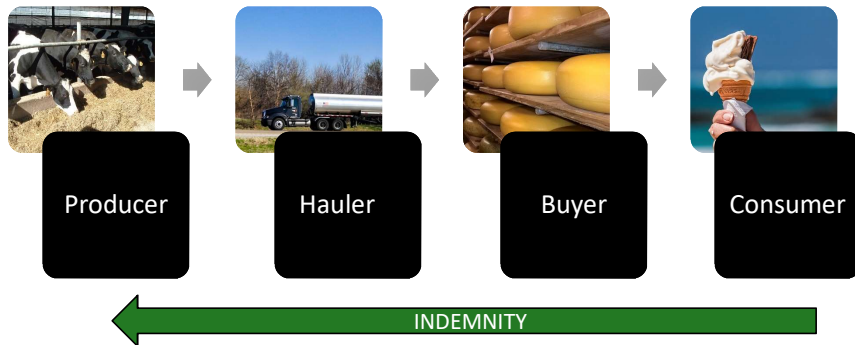 Producer
Hauler
Buyer
Consumer
INDEMNITY